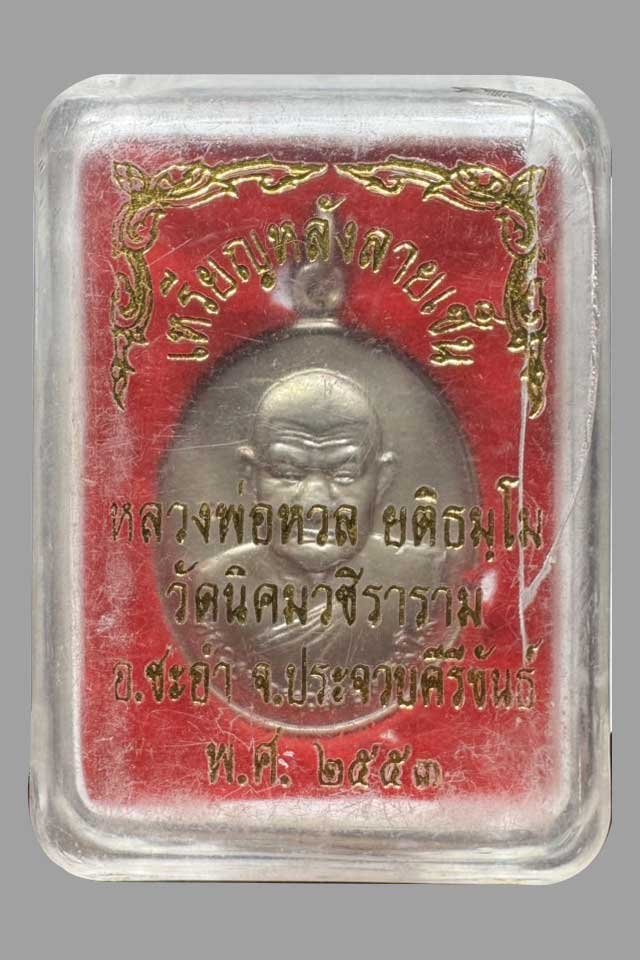 เหรียญหลังลายเซ็น
หลวงพ่อหวล ยติธมฺโม
วัดนิคมวชิราราม
อ.ชะอำ จ.ประจวบคีรีขันธ์
พ.ศ. ๒๕๕๓